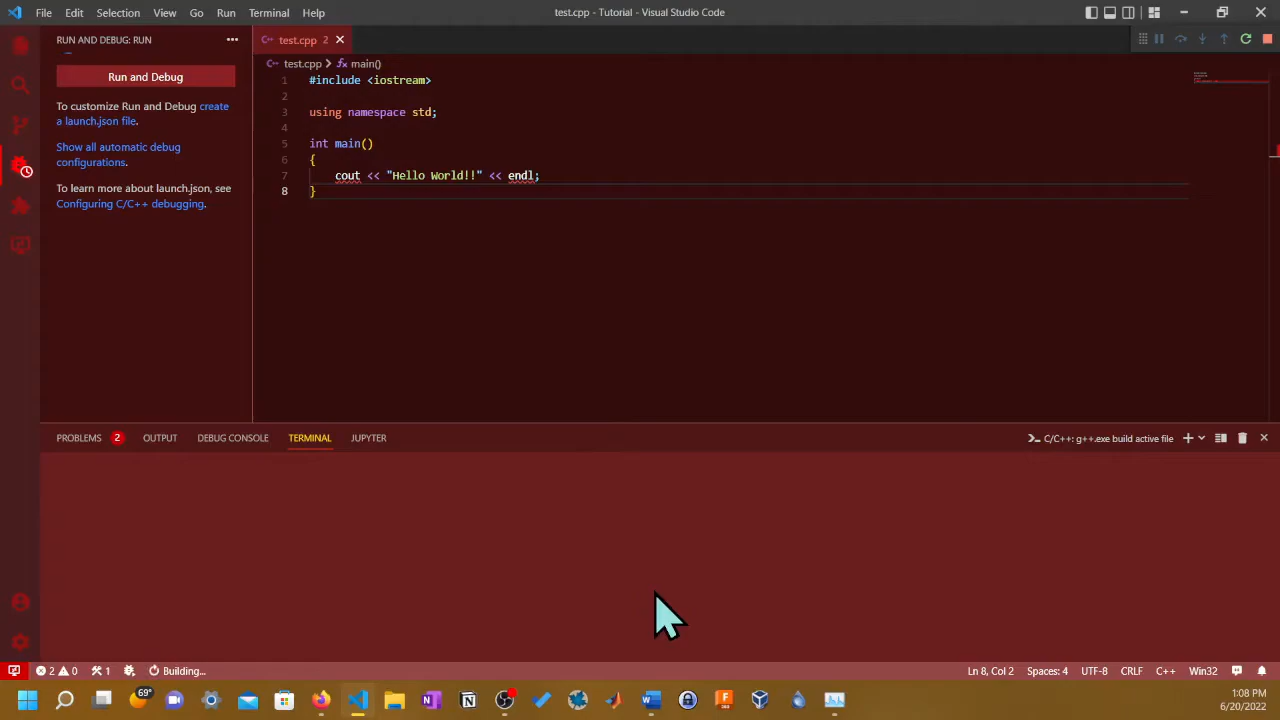 File Edit Selection View Go Run Terminal Help
test.cpp - Tutorial - Visual Studio Code
RUN AND DEBUG: RUN
Run and Debug
To customize Run and Debug create
a launch.json file.
Show all automatic debug
configurations.
To learn more about launch.json, see
Configuring C/C++ debugging.
C++ test.cpp 2
C++ test.cpp > fx main()
1 #include <iostream>
2
3 using namespace std;
4
5 int main()
6 {
7 cout << "Hello World!!" << endl;
8 }
PROBLEMS 2 OUTPUT DEBUG CONSOLE TERMINAL JUPYTER
C/C++: g++.exe build active file
2 0 1 Building...
Ln 8, Col 2 Spaces: 4 UTF-8 CRLF C++ Win32
69°
1:08 PM
6/20/2022